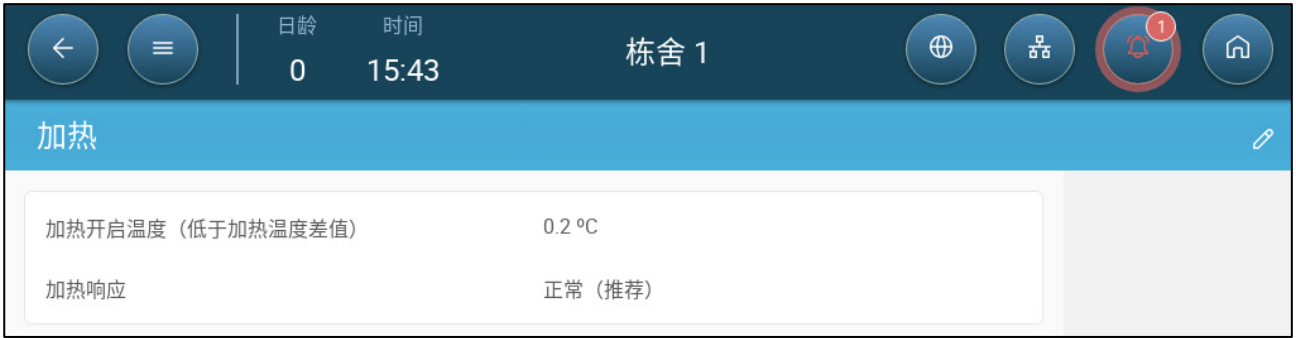 日龄 时间
0 15:43
栋舍 1
1
加热
加热开启温度（低于加热温度差值） 0.2 ºC
加热响应 正常（推荐）